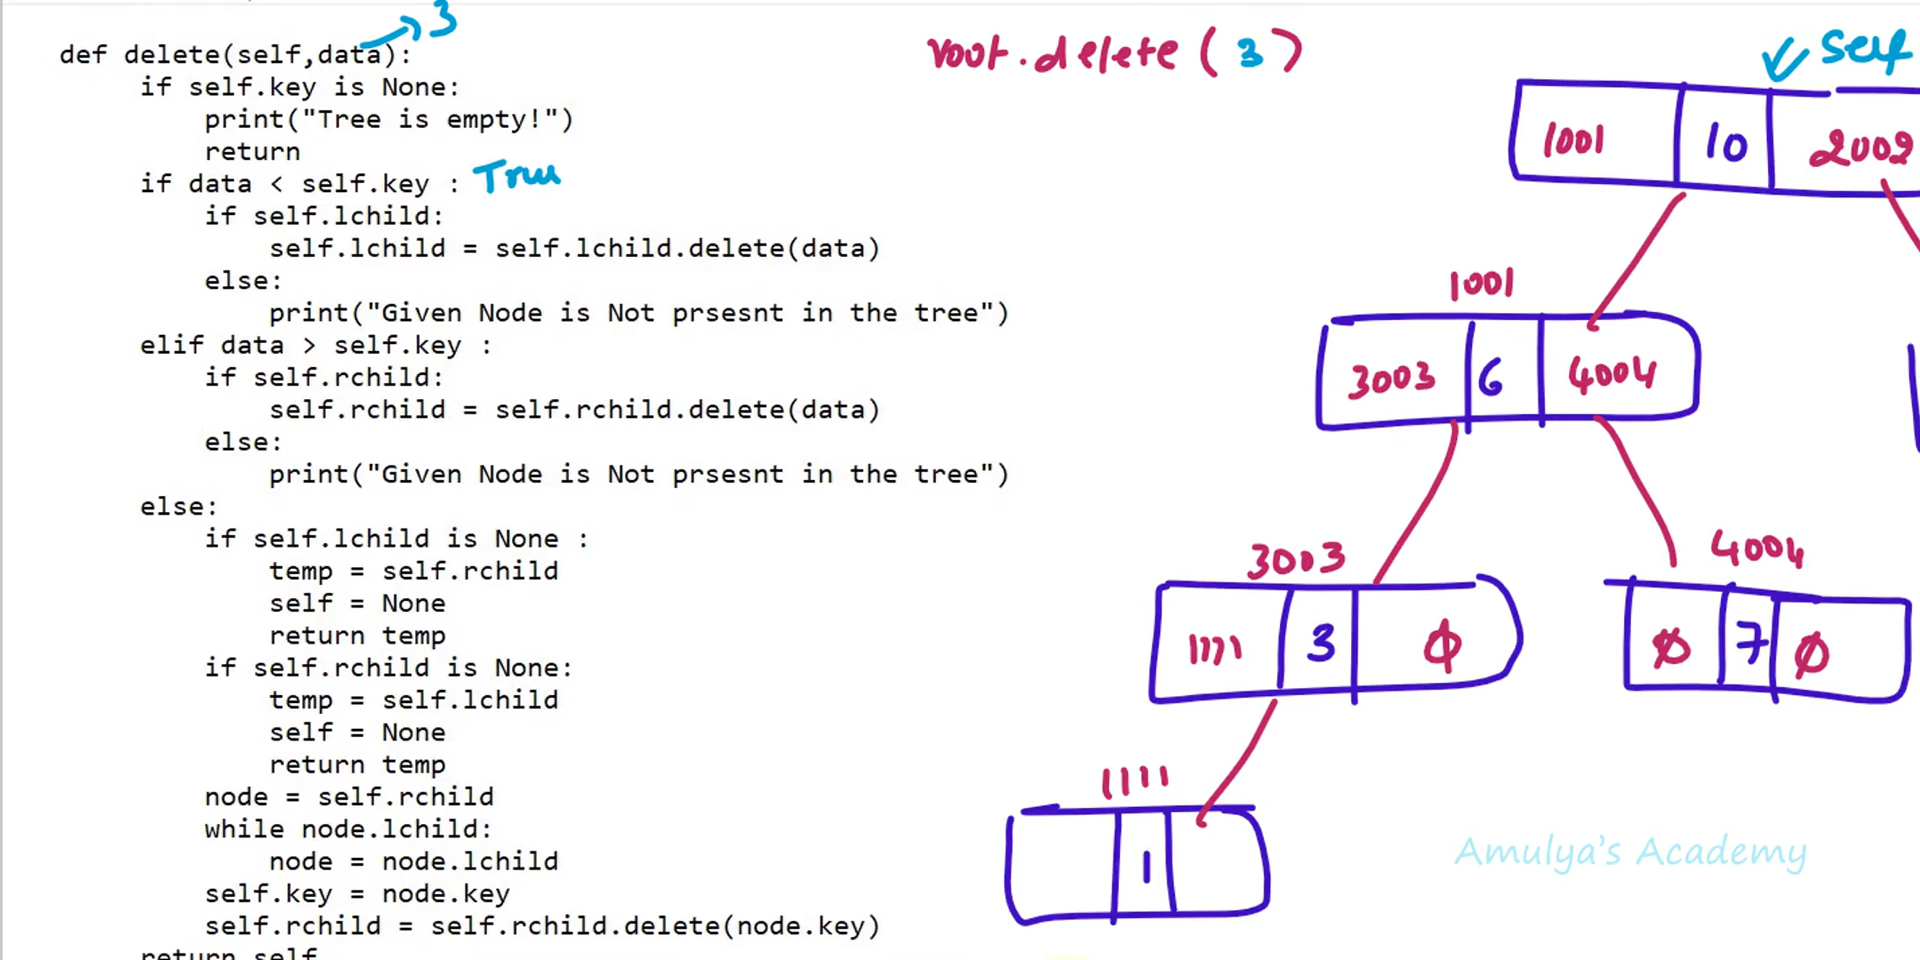 3
def delete(self,data):
if self.key is None:
print("Tree is empty!")
return
if data < self.key : True
if self.lchild:
self.lchild = self.lchild.delete(data)
else:
print("Given Node is Not prsesnt in the tree")
elif data > self.key :
if self.rchild:
self.rchild = self.rchild.delete(data)
else:
print("Given Node is Not prsesnt in the tree")
else:
if self.lchild is None :
temp = self.rchild
self = None
return temp
if self.rchild is None:
temp = self.lchild
self = None
return temp
node = self.rchild
while node.lchild:
node = node.lchild
self.key = node.key
self.rchild = self.rchild.delete(node.key)
return self
root.delete(3)
self
1001 10 2002
1001
3003 6 4004
3003
1111 3 ϕ
4004
ϕ 7 ϕ
1111
1
Amulya's Academy